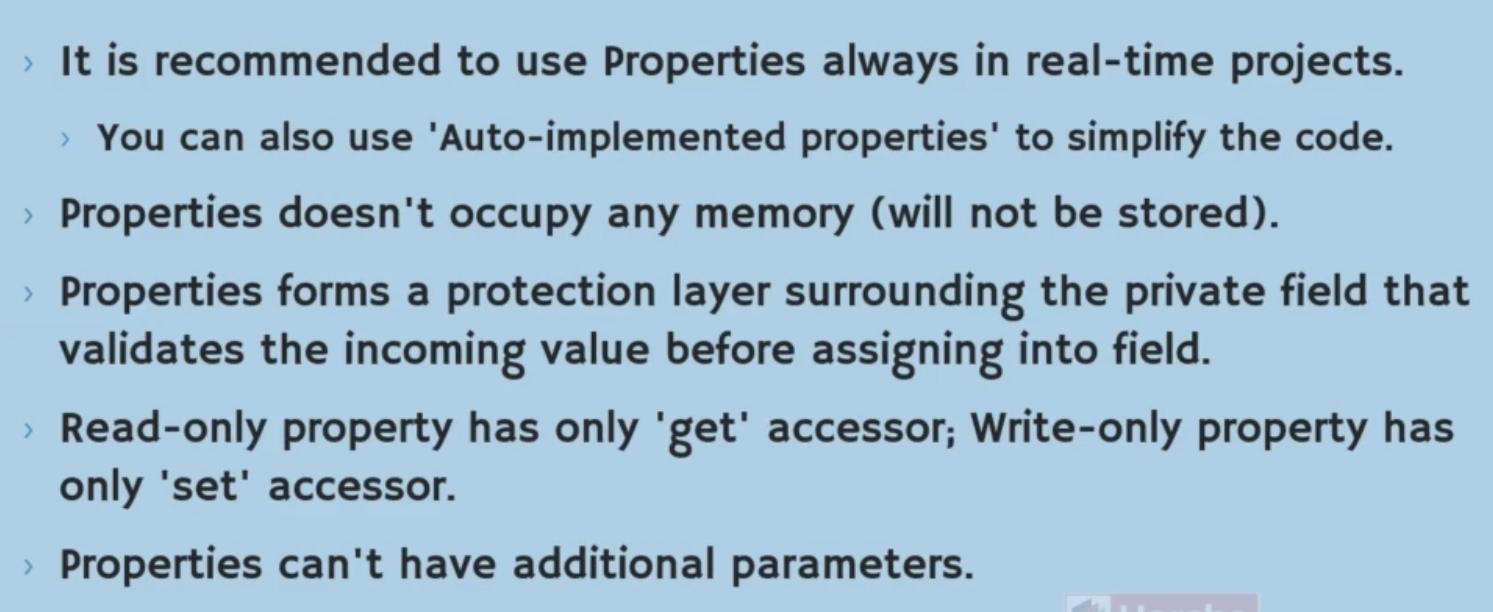 › It is recommended to use Properties always in real-time projects.
› You can also use 'Auto-implemented properties' to simplify the code.
› Properties doesn't occupy any memory (will not be stored).
› Properties forms a protection layer surrounding the private field that
validates the incoming value before assigning into field.
› Read-only property has only 'get' accessor; Write-only property has
only 'set' accessor.
› Properties can't have additional parameters.